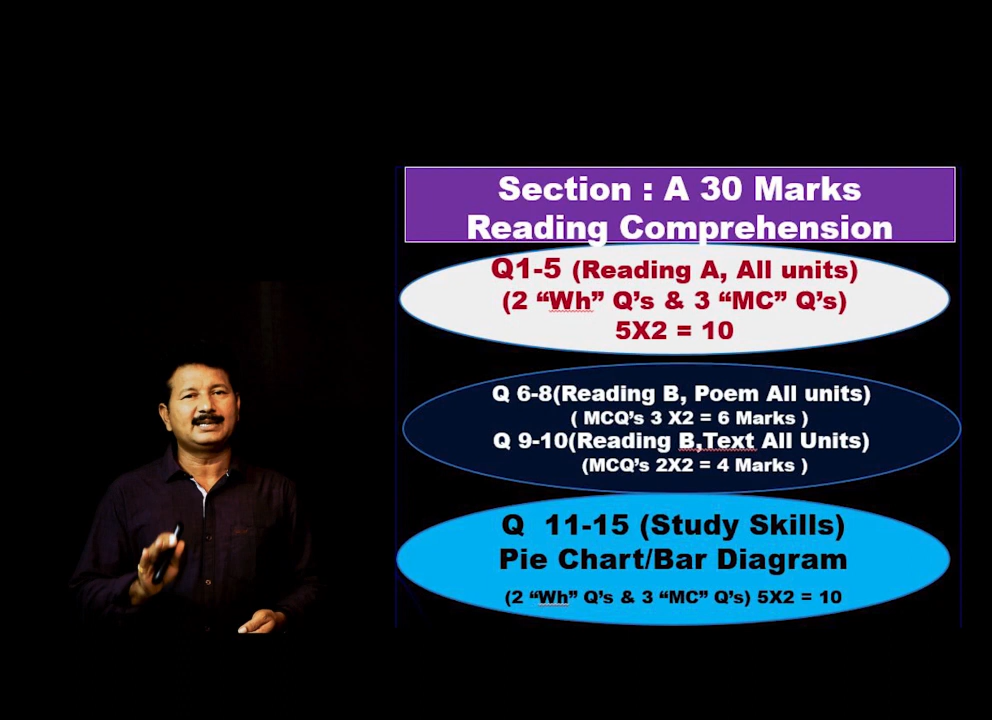 Section : A 30 Marks
Reading Comprehension
Q1-5 (Reading A, All units)
(2 “Wh” Q’s & 3 “MC” Q’s)
5X2 = 10
Q 6-8(Reading B, Poem All units)
( MCQ’s 3 X2 = 6 Marks )
Q 9-10(Reading B,Text All Units)
(MCQ’s 2X2 = 4 Marks )
Q 11-15 (Study Skills)
Pie Chart/Bar Diagram
(2 “Wh” Q’s & 3 “MC” Q’s) 5X2 = 10